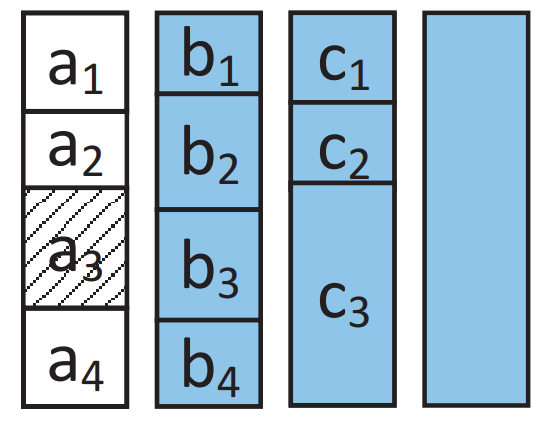 a₁
a₂
a₃
a₄
b₁
b₂
b₃
b₄
c₁
c₂
c₃